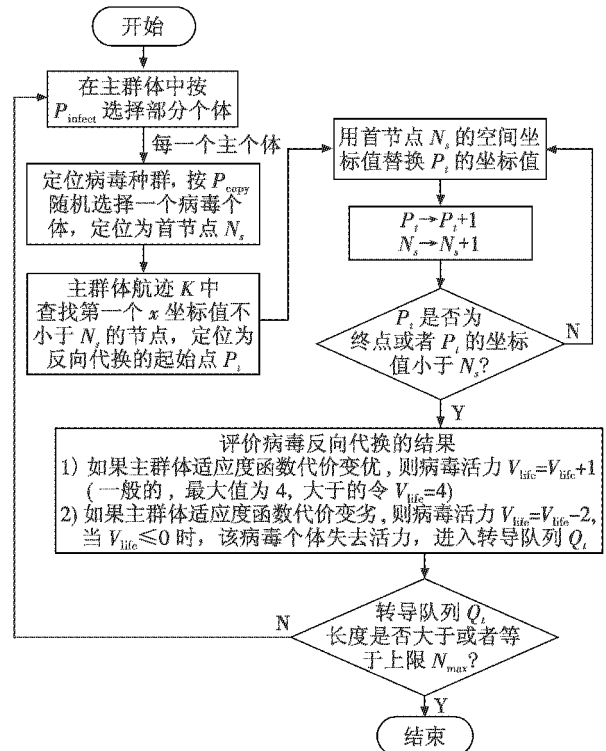 开始
在主群体中按
P_infect 选择部分个体
每一个主个体
定位病毒种群,按 P_copy
随机选择一个病毒个
体,定位为首节点 N_s
主群体航迹 K 中
查找第一个 x 坐标值不
小于 N_s 的节点,定位为
反向代换的起始点 P_t
用首节点 N_s 的空间坐
标值替换 P_t 的坐标值
P_t→P_t+1
N_s→N_s+1
P_t 是否为
终点或者 P_t 的坐标
值小于 N_s?
N
Y
评价病毒反向代换的结果
1) 如果主群体适应度函数代价变优,则病毒活力 V_life=V_life+1
(一般的,最大值为 4, 大于的令 V_life=4)
2) 如果主群体适应度函数代价变劣,则病毒活力 V_life=V_life-2,
当 V_life≤0 时,该病毒个体失去活力,进入转导队列 Q_t
转导队列 Q_t
长度是否大于或者等
于上限 N_max?
N
Y
结束